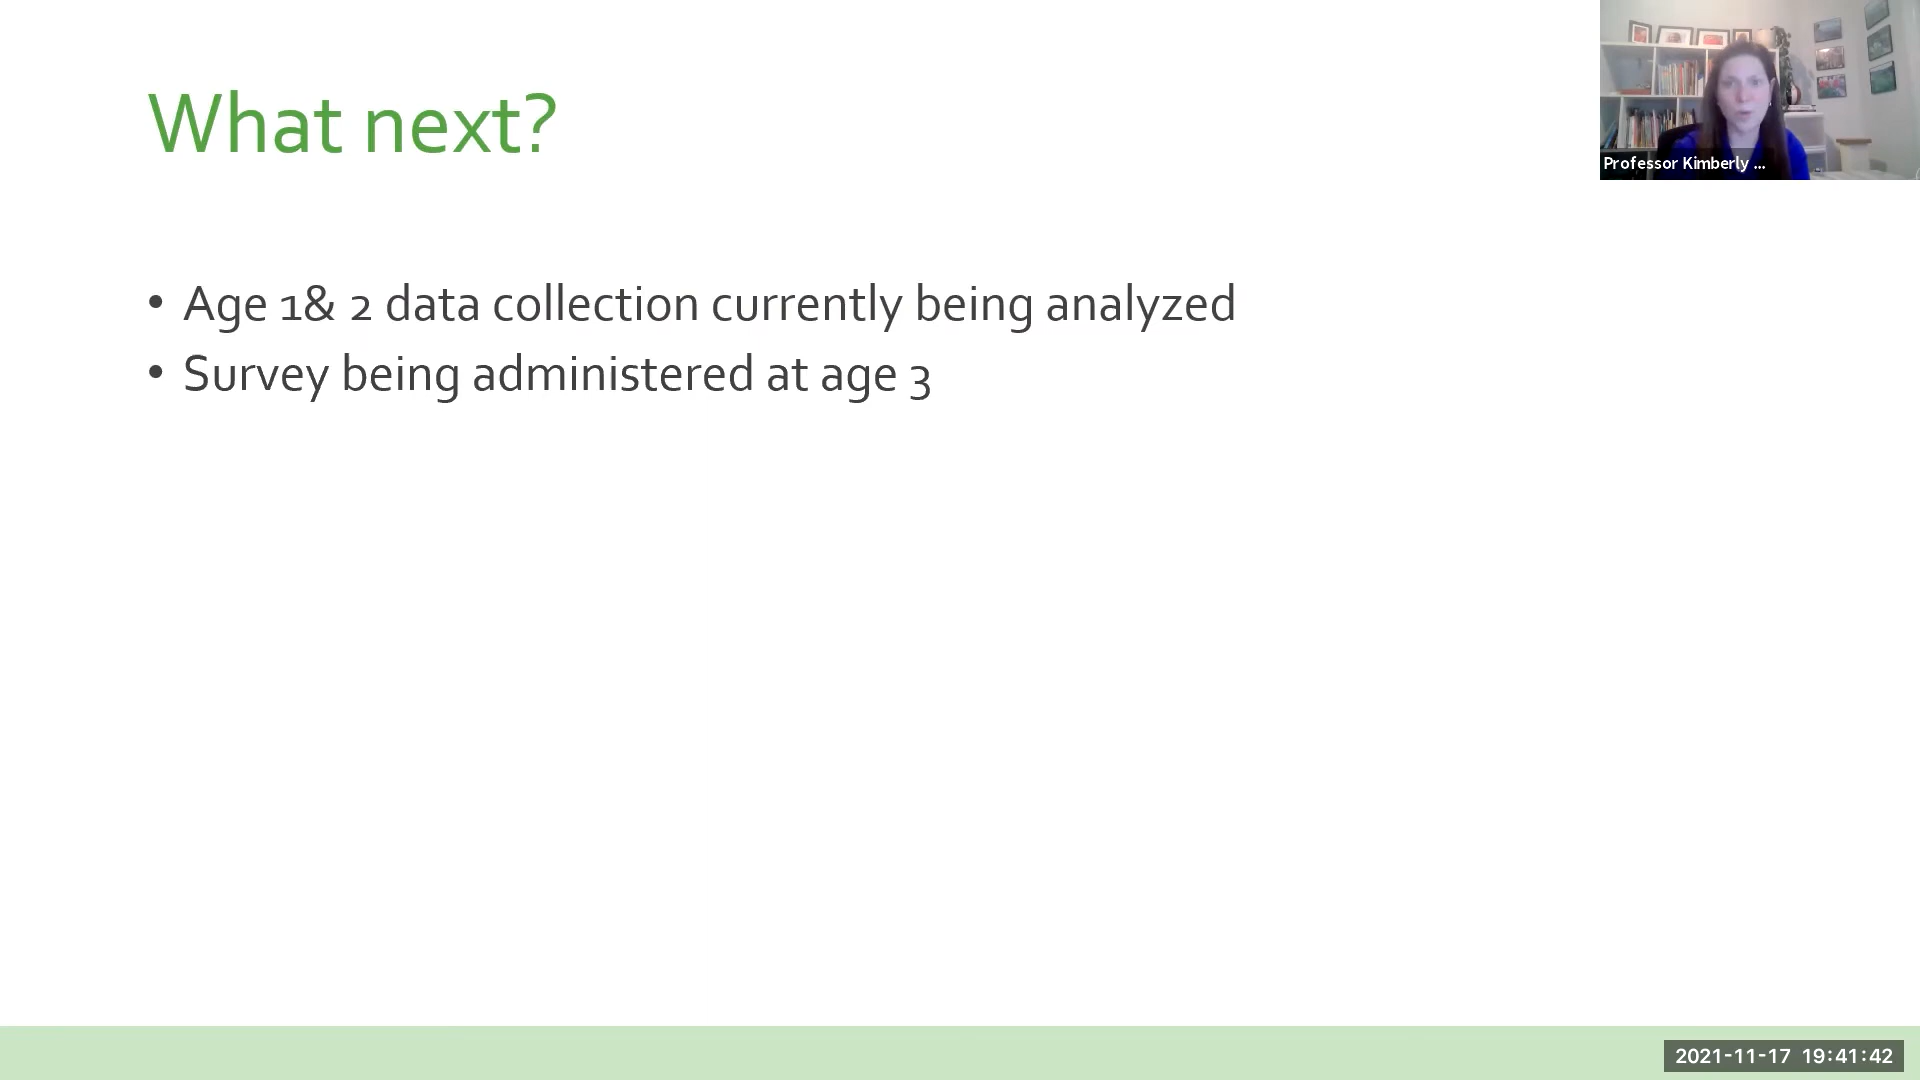 What next?
Professor Kimberly ...
• Age 1& 2 data collection currently being analyzed
• Survey being administered at age 3
2021-11-17 19:41:42